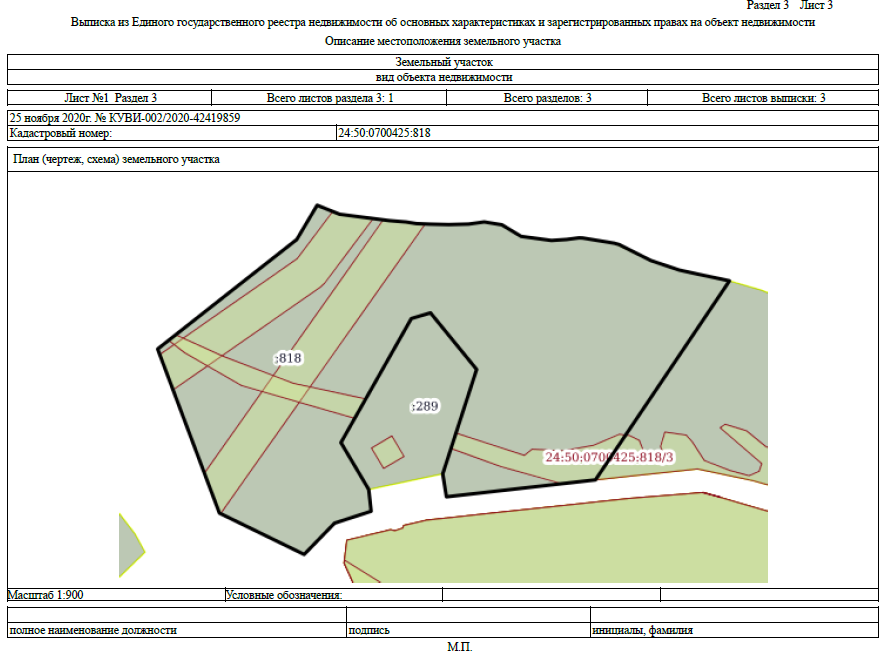 Раздел 3 Лист 3
Выписка из Единого государственного реестра недвижимости об основных характеристиках и зарегистрированных правах на объект недвижимости
Описание местоположения земельного участка
Земельный участок
вид объекта недвижимости
Лист №1 Раздел 3 Всего листов раздела 3: 1 Всего разделов: 3 Всего листов выписки: 3
25 ноября 2020г. № КУВИ-002/2020-42419859
Кадастровый номер: 24:50:0700425:818
План (чертеж, схема) земельного участка
:818
:289
24:50:0700425:818/3
Масштаб 1:900 Условные обозначения:
полное наименование должности подпись инициалы, фамилия
М.П.